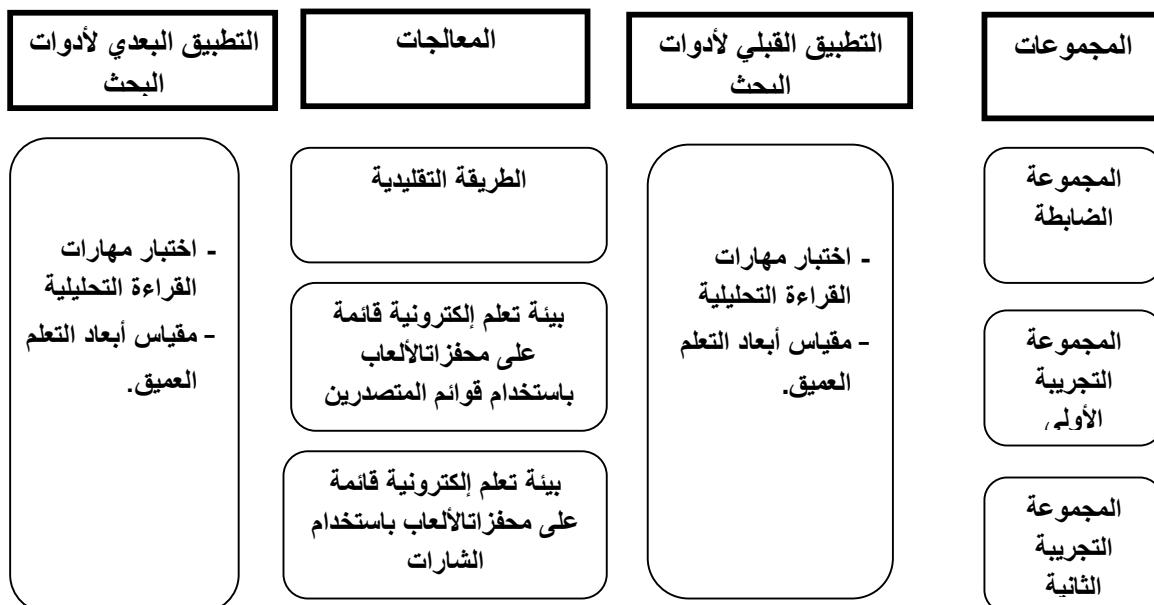 المجموعات
التطبيق القبلي لأدوات
البحث
المعالجات
التطبيق البعدي لأدوات
البحث
المجموعة
الضابطة
المجموعة
التجريبة
الأولى
المجموعة
التجريبة
الثانية
- اختبار مهارات
القراءة التحليلية
- مقياس أبعاد التعلم
العميق.
الطريقة التقليدية
بيئة تعلم إلكترونية قائمة
على محفزاتالألعاب
باستخدام قوائم المتصدرين
بيئة تعلم إلكترونية قائمة
على محفزاتالألعاب باستخدام
الشارات
- اختبار مهارات
القراءة التحليلية
- مقياس أبعاد التعلم
العميق.